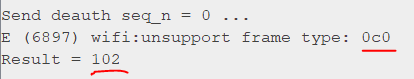 Send deauth seq_n = 0 ...
E (6897) wifi:unsupport frame type: 0c0
Result = 102